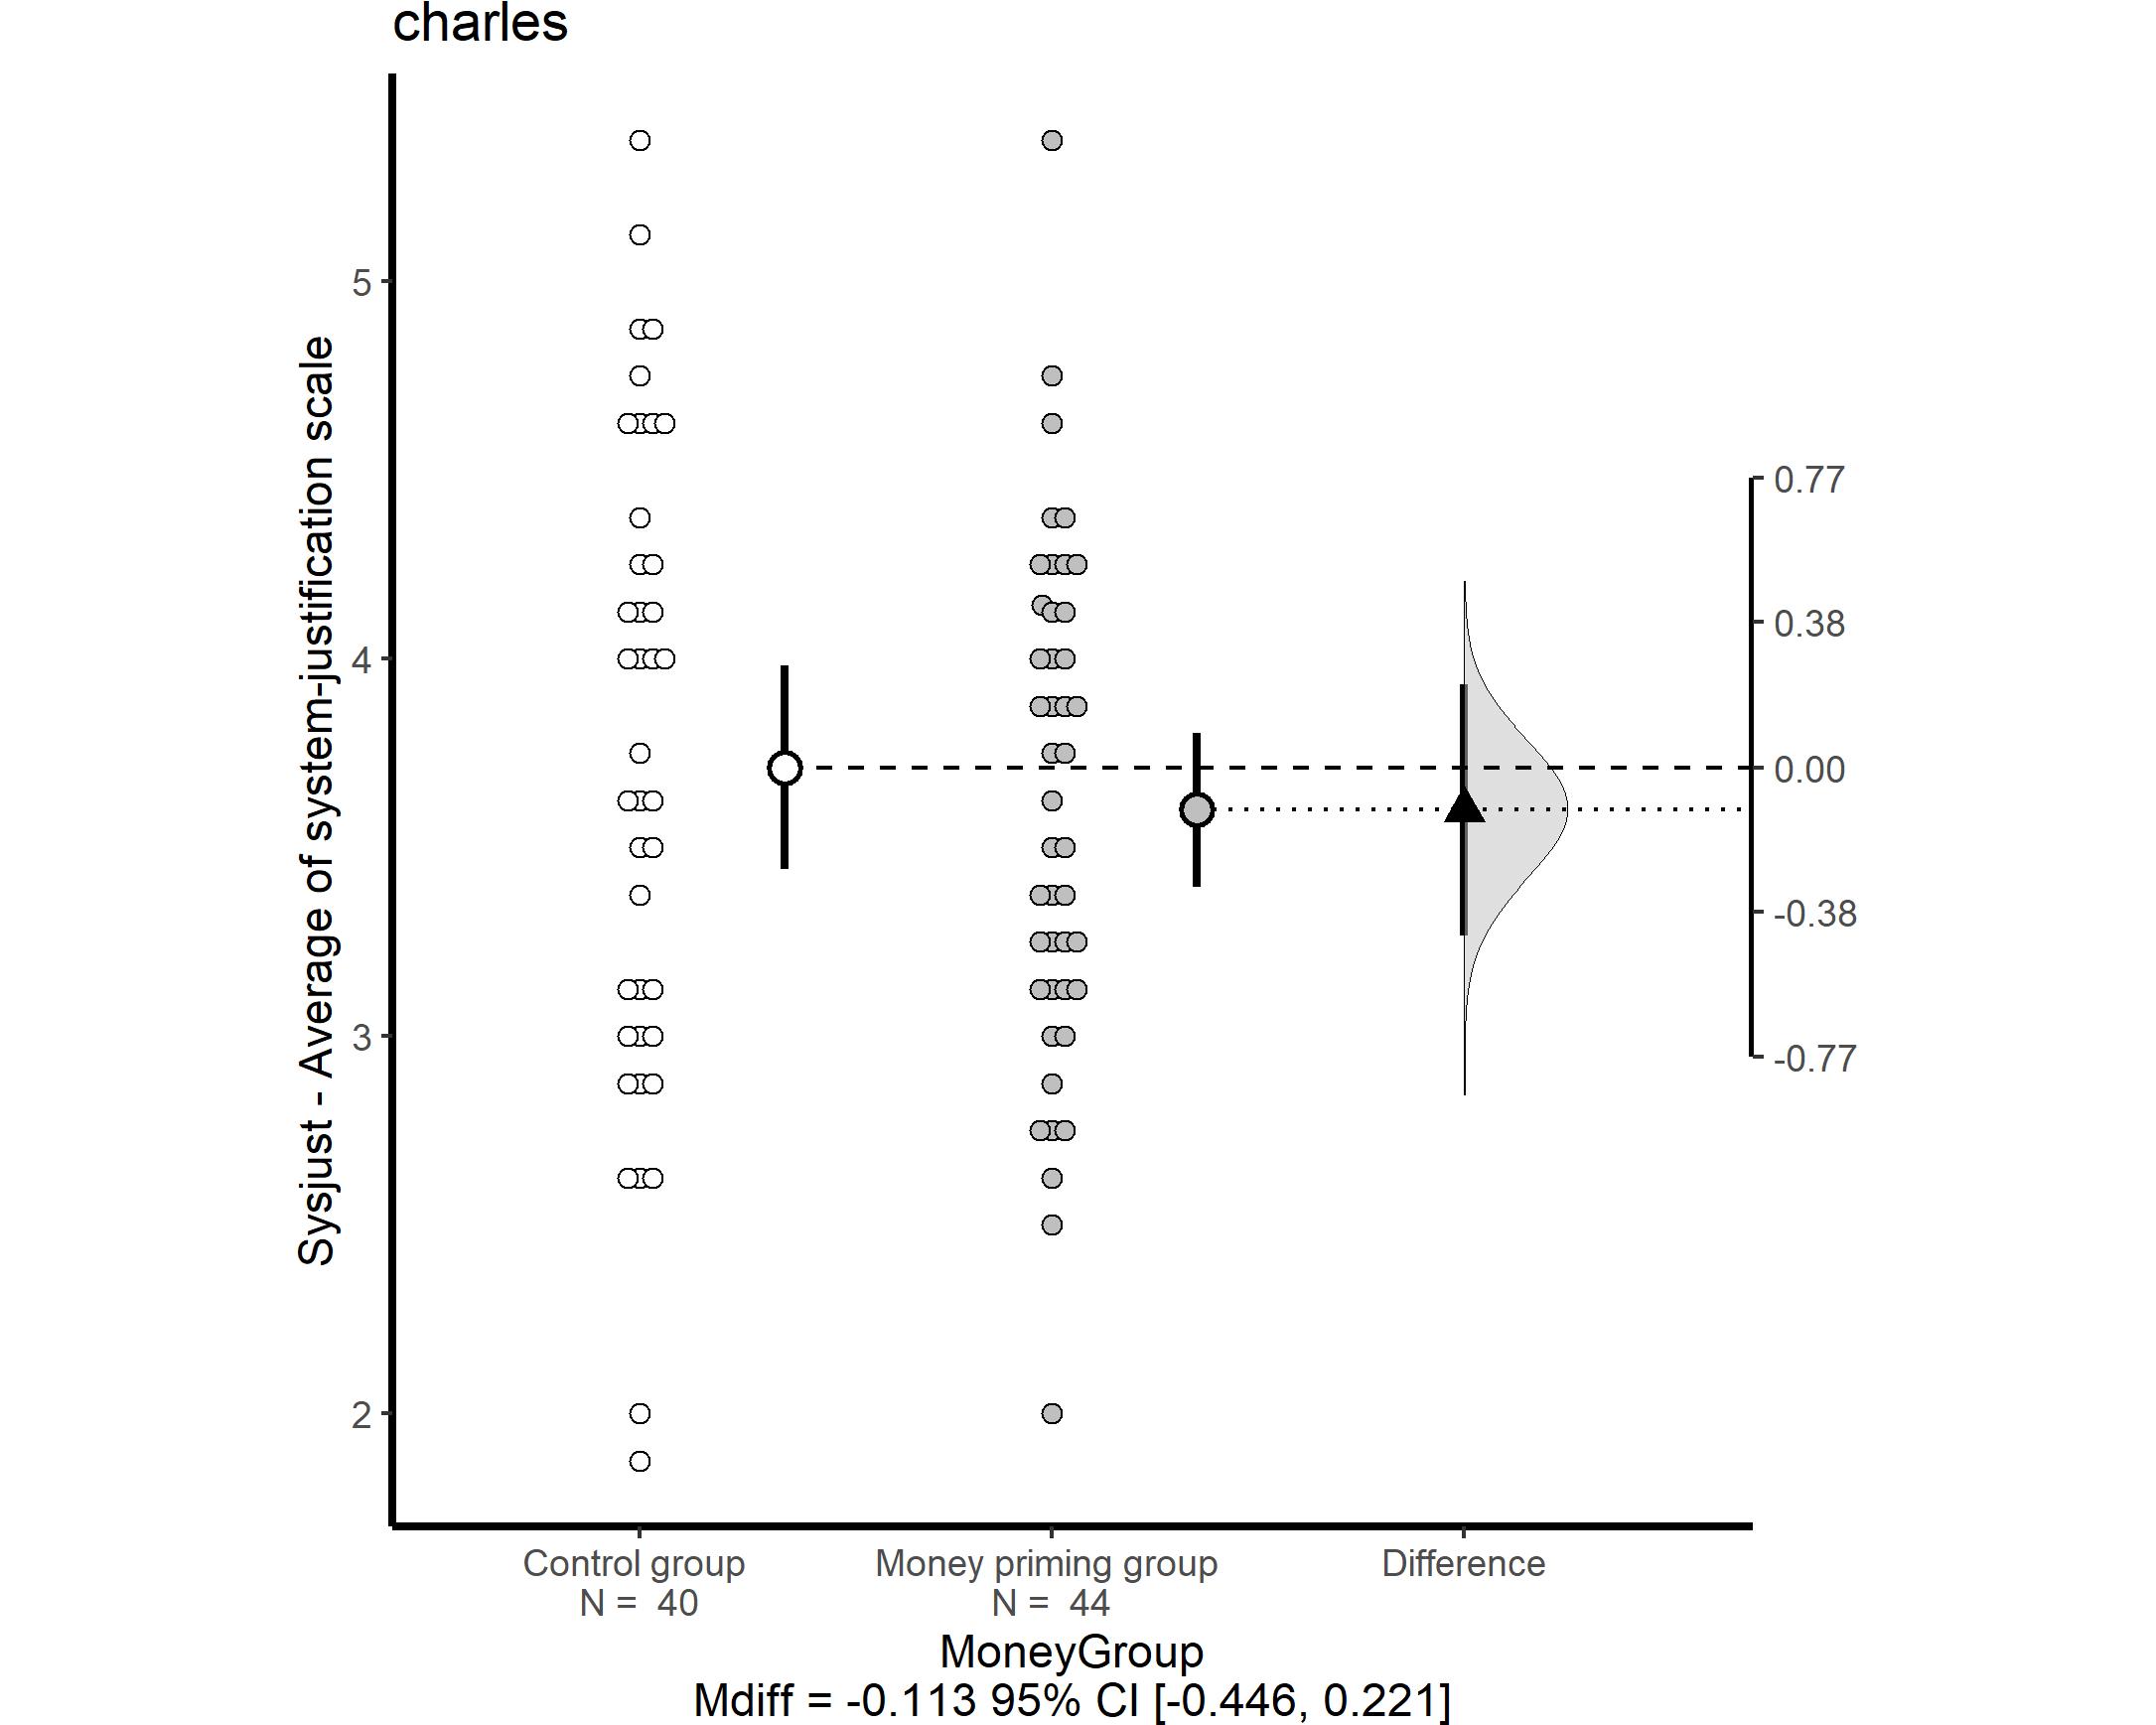 charles
Sysjust - Average of system-justification scale
5
4
3
2
0.77
0.38
0.00
-0.38
-0.77
Control group
N =  40
Money priming group
N =  44
Difference
MoneyGroup
Mdiff = -0.113 95% CI [-0.446, 0.221]